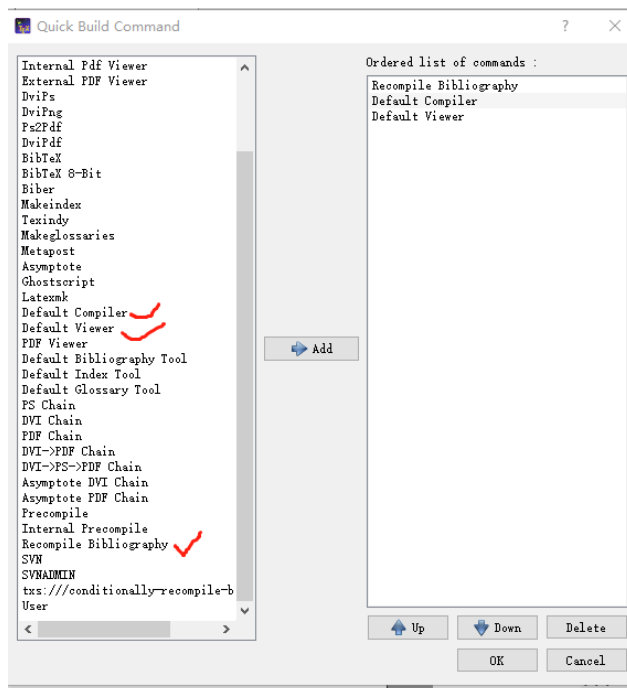 Quick Build Command
Internal Pdf Viewer
External PDF Viewer
DviPs
DviPng
Ps2Pdf
DviPdf
BibTeX
BibTeX 8-Bit
Biber
Makeindex
Texindy
Makeglossaries
Metapost
Asymptote
Ghostscript
Latexmk
Default Compiler
Default Viewer
PDF Viewer
Default Bibliography Tool
Default Index Tool
Default Glossary Tool
PS Chain
DVI Chain
PDF Chain
DVI->PDF Chain
DVI->PS->PDF Chain
Asymptote DVI Chain
Asymptote PDF Chain
Precompile
Internal Precompile
Recompile Bibliography
SVN
SVNADMIN
txs:///conditionally-recompile-b
User
Add
Ordered list of commands :
Recompile Bibliography
Default Compiler
Default Viewer
Up
Down
Delete
OK
Cancel